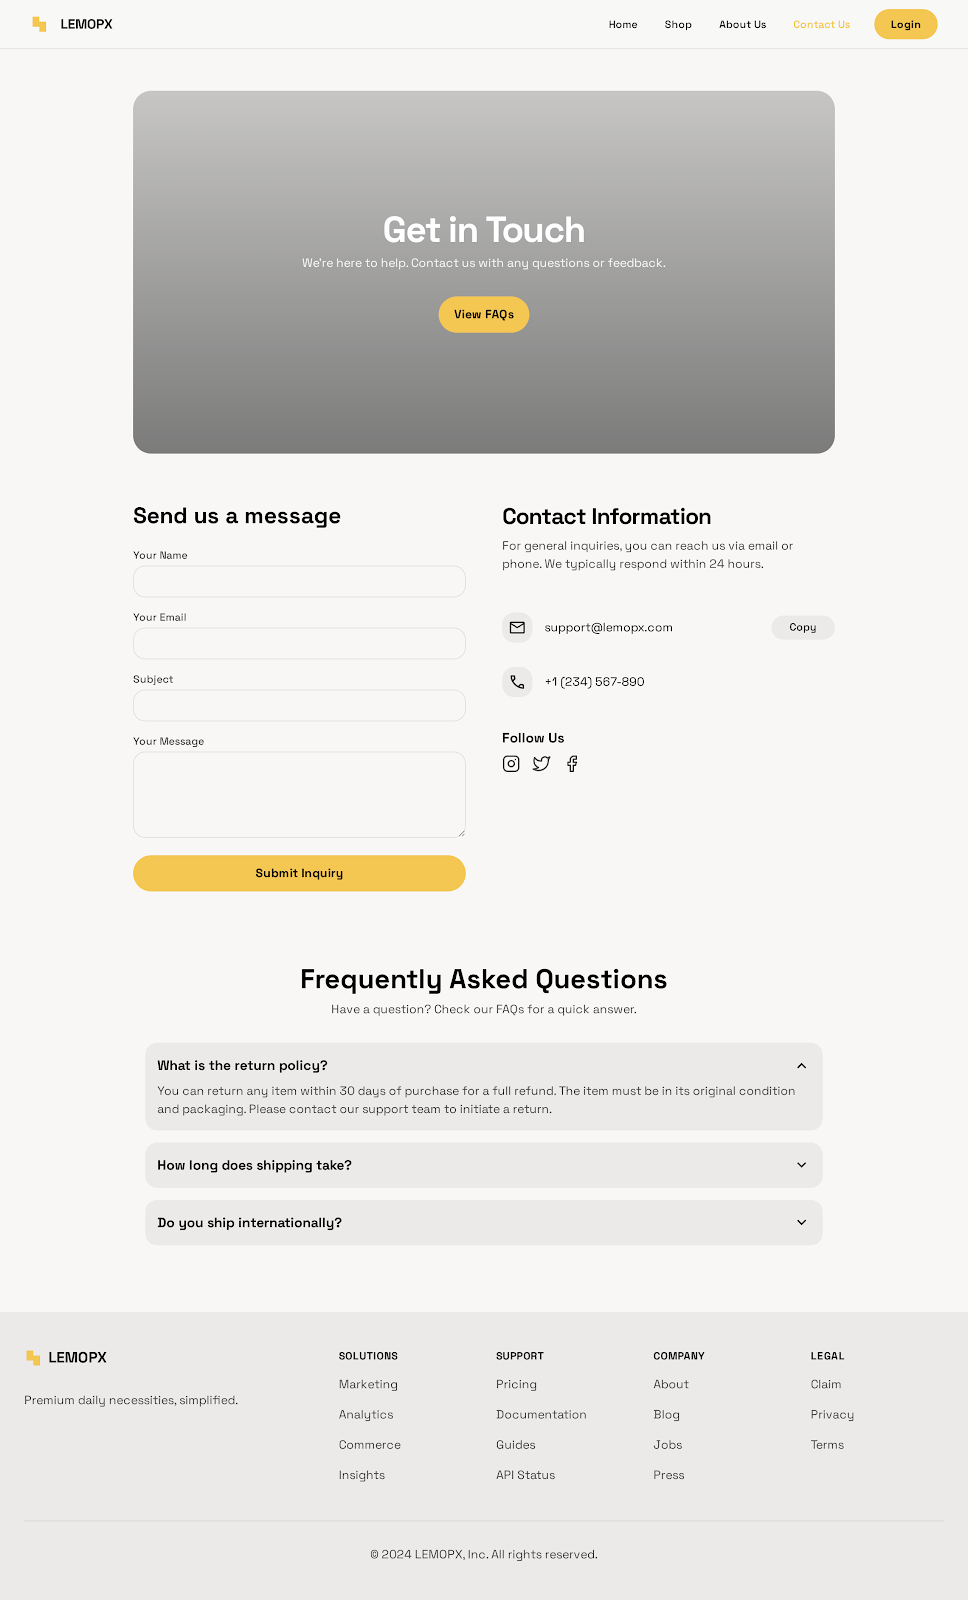 LEMOPX
Home
Shop
About Us
Contact Us
Login
Get in Touch
We're here to help. Contact us with any questions or feedback.
View FAQs
Send us a message
Your Name
Your Email
Subject
Your Message
Submit Inquiry
Contact Information
For general inquiries, you can reach us via email or
phone. We typically respond within 24 hours.
support@lemopx.com
Copy
+1 (234) 567-890
Follow Us
Frequently Asked Questions
Have a question? Check our FAQs for a quick answer.
What is the return policy?
You can return any item within 30 days of purchase for a full refund. The item must be in its original condition
and packaging. Please contact our support team to initiate a return.
How long does shipping take?
Do you ship internationally?
LEMOPX
Premium daily necessities, simplified.
SOLUTIONS
Marketing
Analytics
Commerce
Insights
SUPPORT
Pricing
Documentation
Guides
API Status
COMPANY
About
Blog
Jobs
Press
LEGAL
Claim
Privacy
Terms
© 2024 LEMOPX, Inc. All rights reserved.